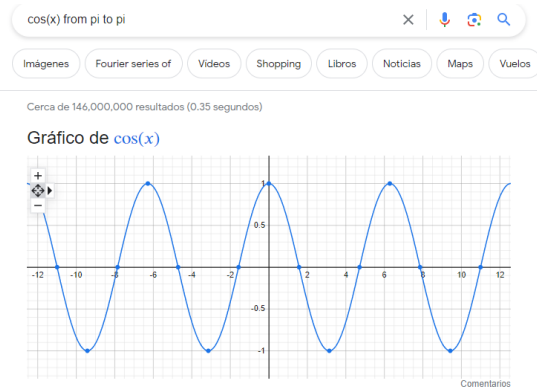 cos(x) from pi to pi
Imágenes Fourier series of Videos Shopping Libros Noticias Maps Vuelos
Cerca de 146,000,000 resultados (0.35 segundos)
Gráfico de cos(x)
1
0.5
-12 -8 -6 -4 -2 2 4 6 8 10 12
-0.5
-1
Comentarios